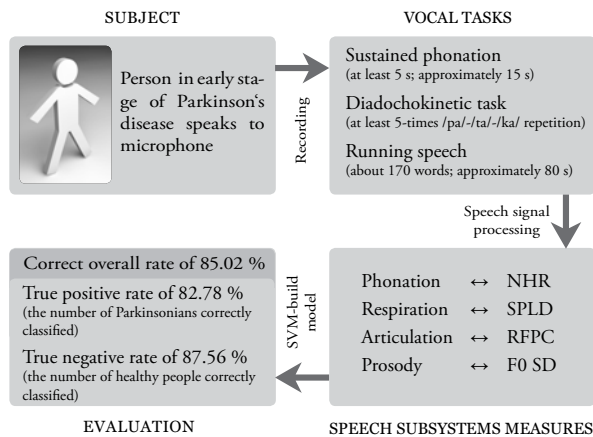 SUBJECT
Person in early sta-
ge of Parkinson's
disease speaks to
microphone
Recording
VOCAL TASKS
Sustained phonation
(at least 5 s; approximately 15 s)
Diadochokinetic task
(at least 5-times /pa/-/ta/-/ka/ repetition)
Running speech
(about 170 words; approximately 80 s)
Speech signal
processing
Phonation ↔ NHR
Respiration ↔ SPLD
Articulation ↔ RFPC
Prosody ↔ F0 SD
SPEECH SUBSYSTEMS MEASURES
SVM-build
model
Correct overall rate of 85.02 %
True positive rate of 82.78 %
(the number of Parkinsonians correctly
classified)
True negative rate of 87.56 %
(the number of healthy people correctly
classified)
EVALUATION